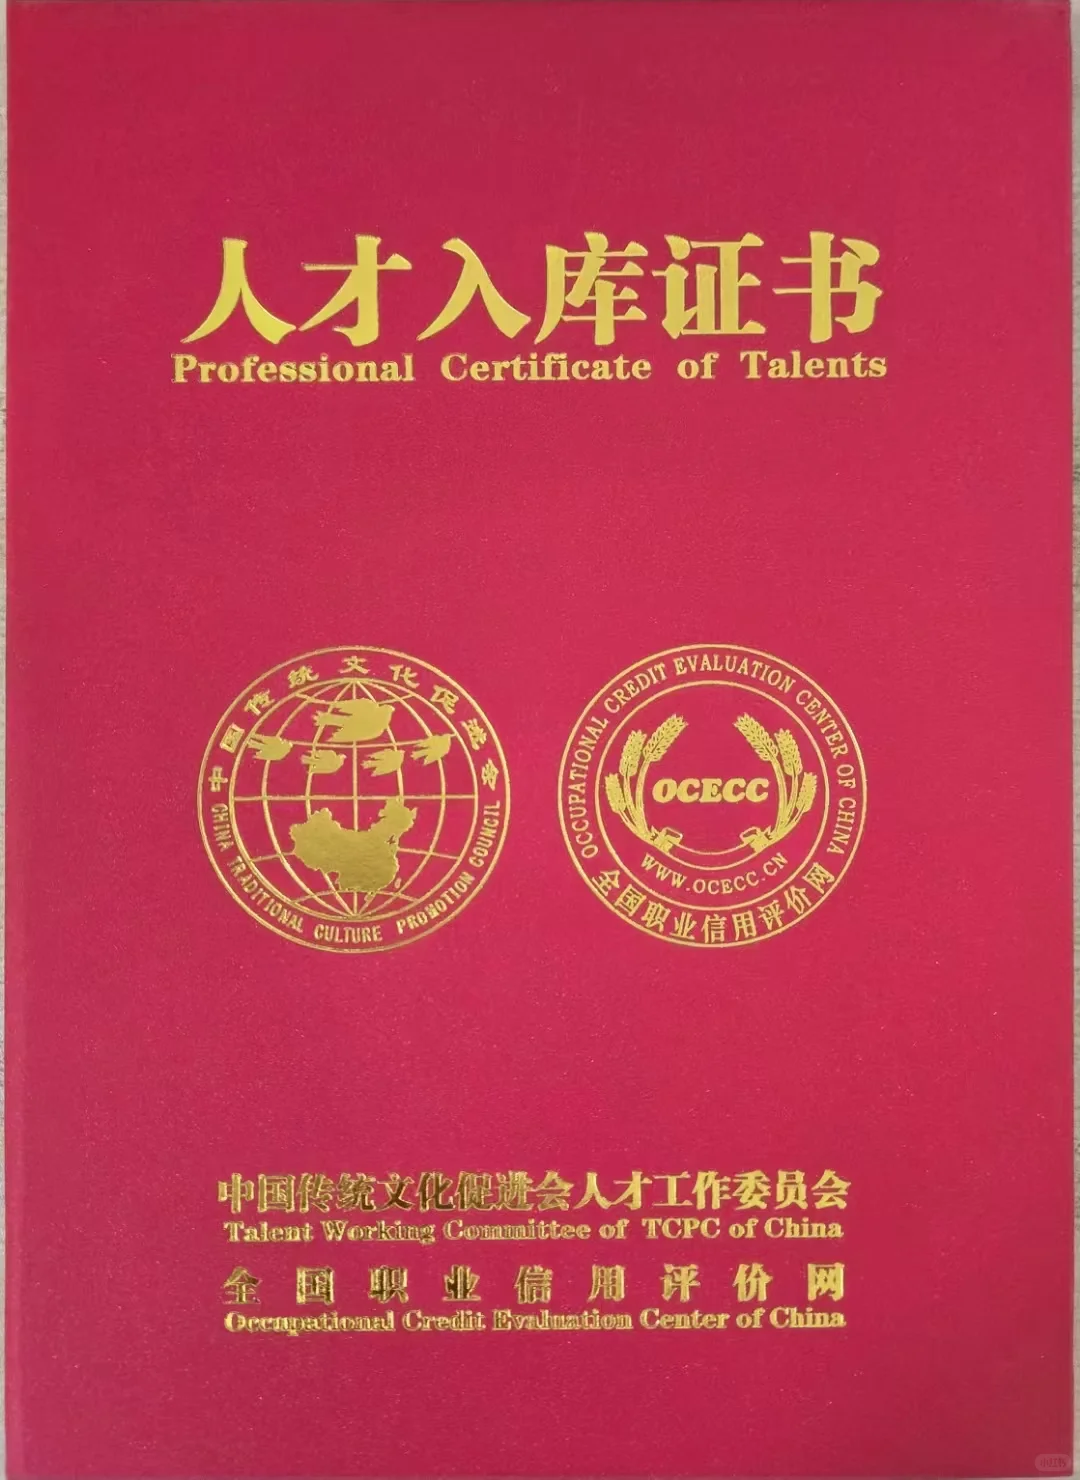 人才入库证书
Professional Certificate of Talents
中国传统文化促进会
CHINA TRADITIONAL CULTURE PROMOTION COUNCIL
OCCUPATIONAL CREDIT EVALUATION CENTER OF CHINA
OCECC
WWW.OCECC.CN
全国职业信用评价网
中国传统文化促进会人才工作委员会
Talent Working Committee of TCPC of China
全国职业信用评价网
Occupational Credit Evaluation Center of China
小红书